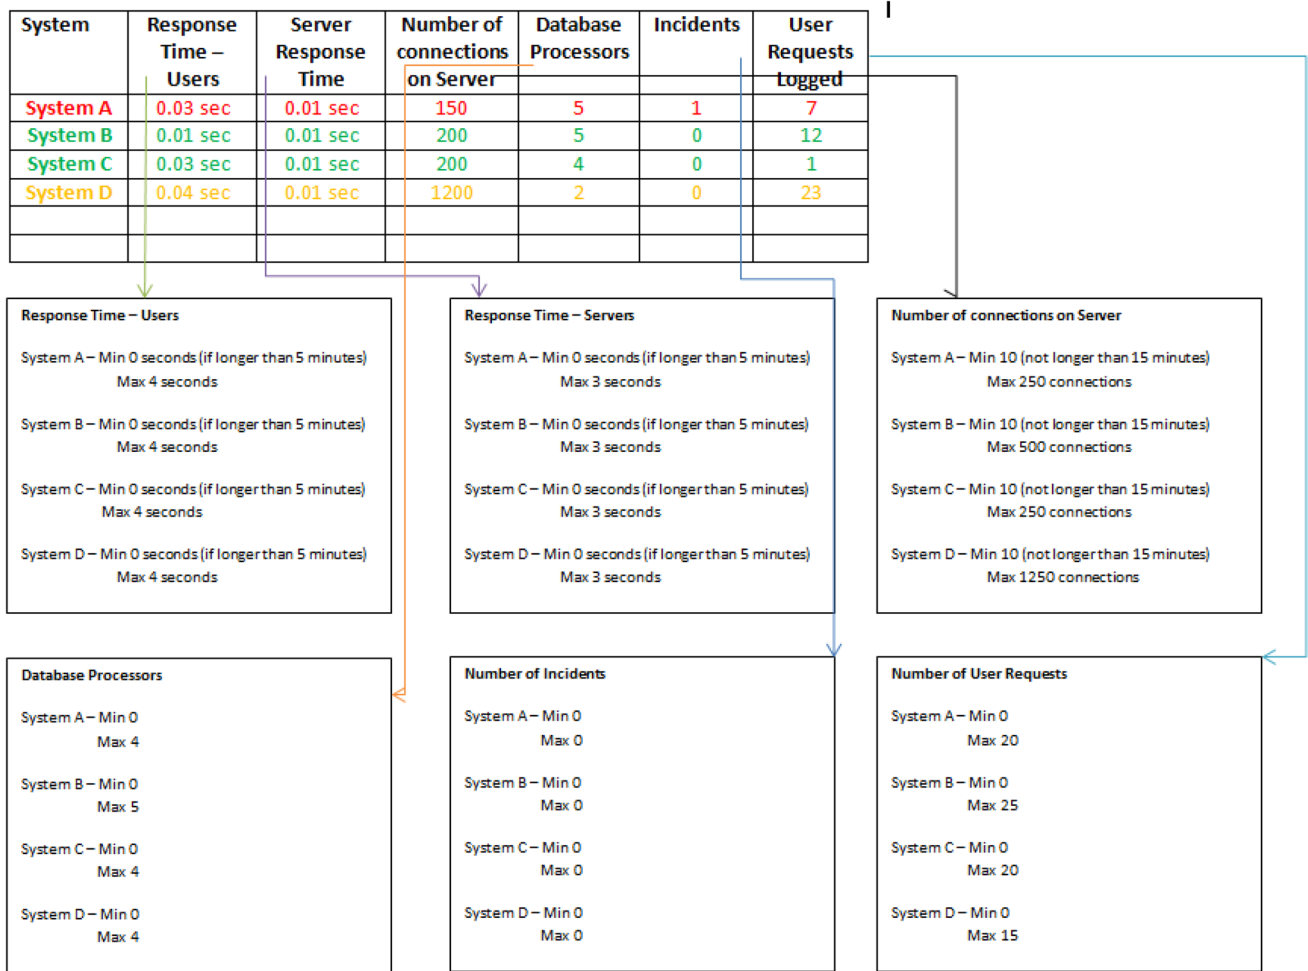 System Response Time – Users Server Response Time Number of connections on Server Database Processors Incidents User Requests Logged
System A 0.03 sec 0.01 sec 150 5 1 7
System B 0.01 sec 0.01 sec 200 5 0 12
System C 0.03 sec 0.01 sec 200 4 0 1
System D 0.04 sec 0.01 sec 1200 2 0 23
Response Time – Users
System A – Min 0 seconds (if longer than 5 minutes)
Max 4 seconds
System B – Min 0 seconds (if longer than 5 minutes)
Max 4 seconds
System C – Min 0 seconds (if longer than 5 minutes)
Max 4 seconds
System D – Min 0 seconds (if longer than 5 minutes)
Max 4 seconds
Response Time – Servers
System A – Min 0 seconds (if longer than 5 minutes)
Max 3 seconds
System B – Min 0 seconds (if longer than 5 minutes)
Max 3 seconds
System C – Min 0 seconds (if longer than 5 minutes)
Max 3 seconds
System D – Min 0 seconds (if longer than 5 minutes)
Max 3 seconds
Number of connections on Server
System A – Min 10 (not longer than 15 minutes)
Max 250 connections
System B – Min 10 (not longer than 15 minutes)
Max 500 connections
System C – Min 10 (not longer than 15 minutes)
Max 250 connections
System D – Min 10 (not longer than 15 minutes)
Max 1250 connections
Database Processors
System A – Min 0
Max 4
System B – Min 0
Max 5
System C – Min 0
Max 4
System D – Min 0
Max 4
Number of Incidents
System A – Min 0
Max 0
System B – Min 0
Max 0
System C – Min 0
Max 0
System D – Min 0
Max 0
Number of User Requests
System A – Min 0
Max 20
System B – Min 0
Max 25
System C – Min 0
Max 20
System D – Min 0
Max 15